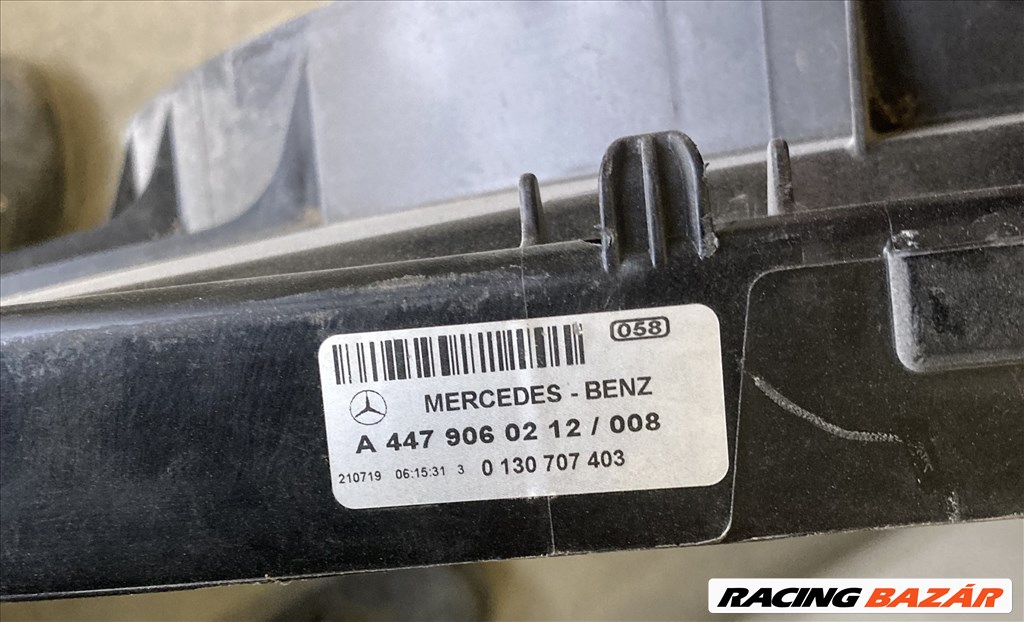 058
MERCEDES - BENZ
A 447 906 02 12 / 008
210719 06:15:31 3 0 130 707 403
RACING BAZÁR